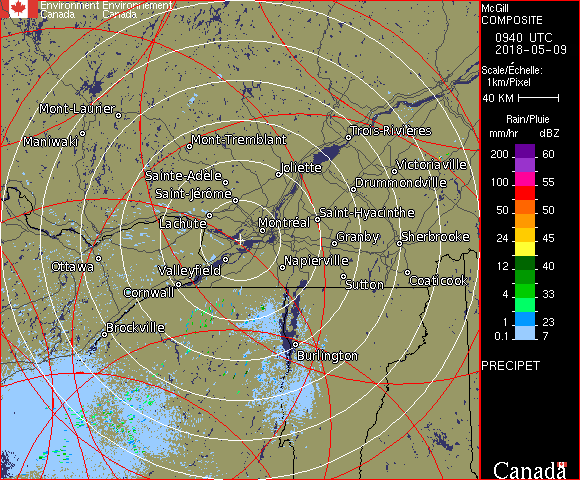 Environment Environnement
Canada Canada
McGill
COMPOSITE
0940 UTC
2018-05-09
Scale/Échelle:
1km/Pixel
40 KM
Rain/Pluie
mm/hr dBZ
200 60
100 55
50 50
24 45
12 40
4 33
1 23
0.1 7
PRECIPET
Canada
Mont-Laurier
Maniwaki
Mont-Tremblant
Trois-Rivières
Joliette
Victoriaville
Sainte-Adèle
Drummondville
Saint-Jérôme
Saint-Hyacinthe
Lachute
Montréal
Granby
Sherbrooke
Ottawa
Valleyfield
Napierville
Sutton
Coaticook
Cornwall
Brockville
Burlington